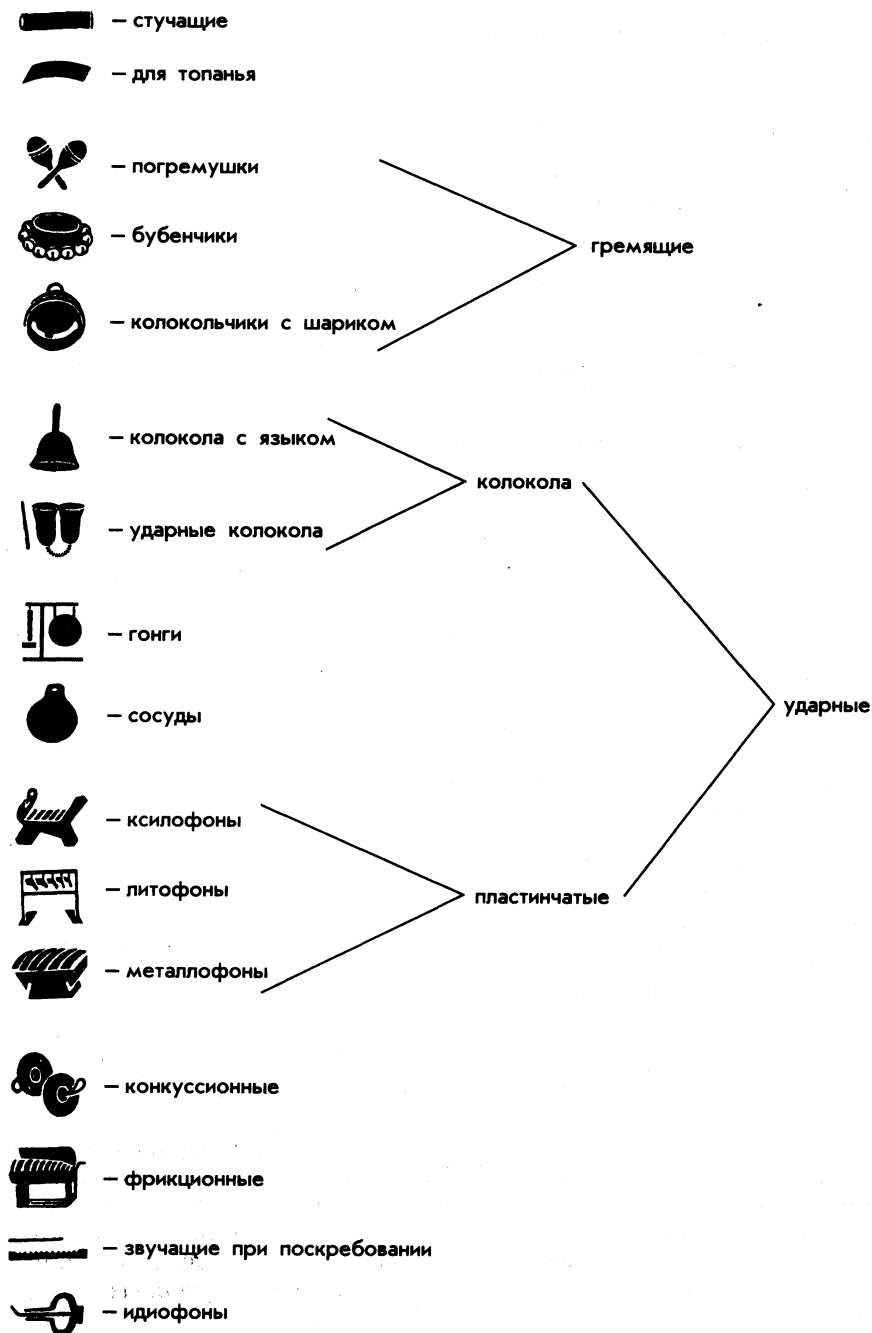 – стучащие
– для топанья
– погремушки
– бубенчики
гремящие
– колокольчики с шариком
– колокола с языком
колокола
– ударные колокола
– гонги
ударные
– сосуды
– ксилофоны
– литофоны
пластинчатые
– металлофоны
– конкуссионные
– фрикционные
– звучащие при поскребовании
– идиофоны